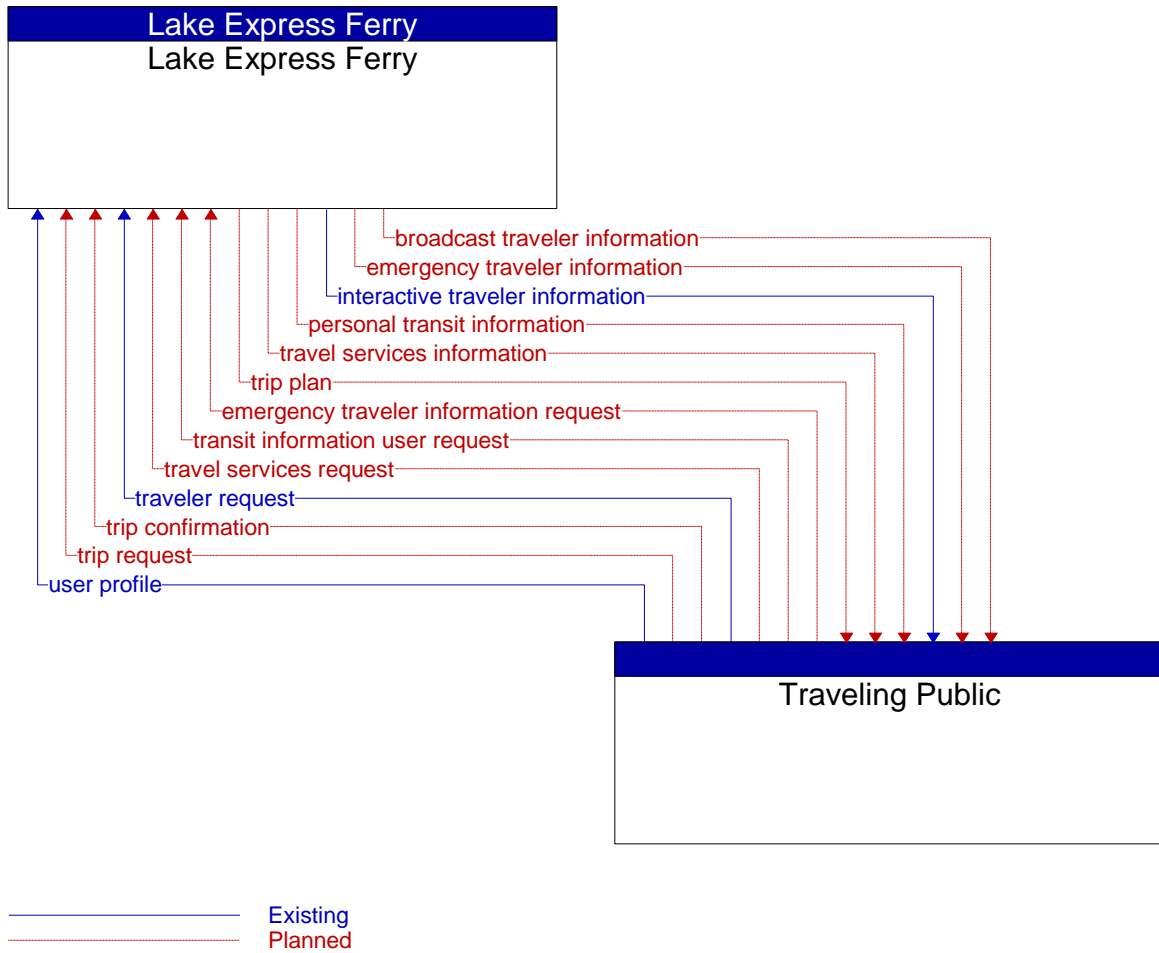 Lake Express Ferry
Lake Express Ferry
broadcast traveler information
emergency traveler information
interactive traveler information
personal transit information
travel services information
trip plan
emergency traveler information request
transit information user request
travel services request
traveler request
trip confirmation
trip request
user profile
Traveling Public
Existing
Planned